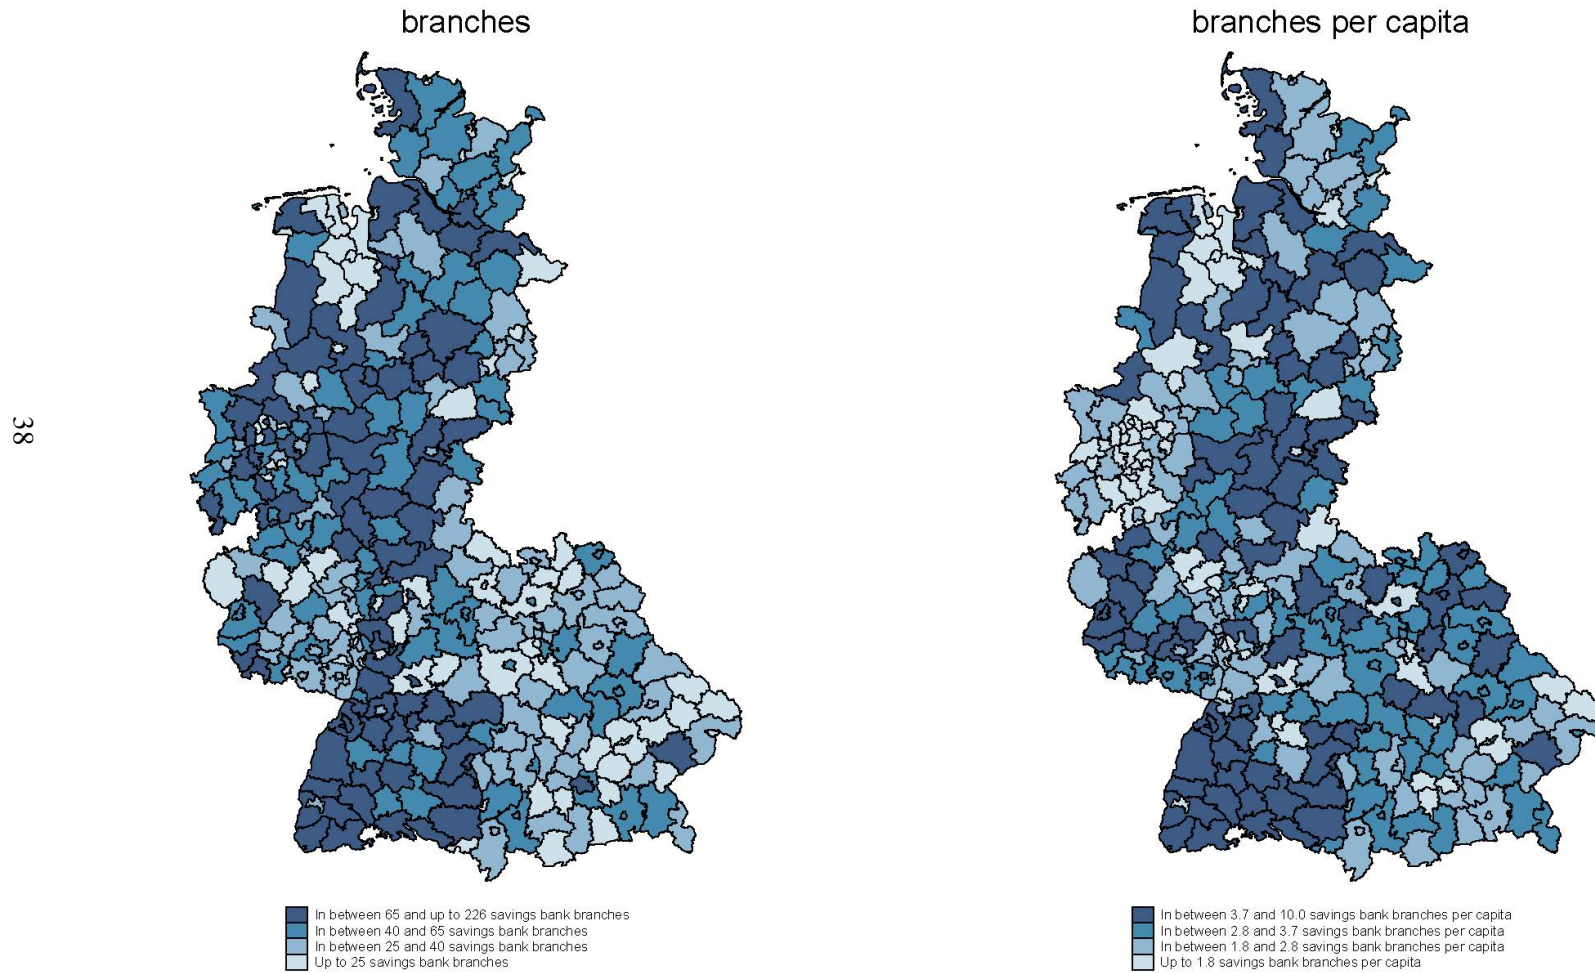 branches
branches per capita
38
In between 65 and up to 226 savings bank branches
In between 40 and 65 savings bank branches
In between 25 and 40 savings bank branches
Up to 25 savings bank branches
In between 3.7 and 10.0 savings bank branches per capita
In between 2.8 and 3.7 savings bank branches per capita
In between 1.8 and 2.8 savings bank branches per capita
Up to 1.8 savings bank branches per capita